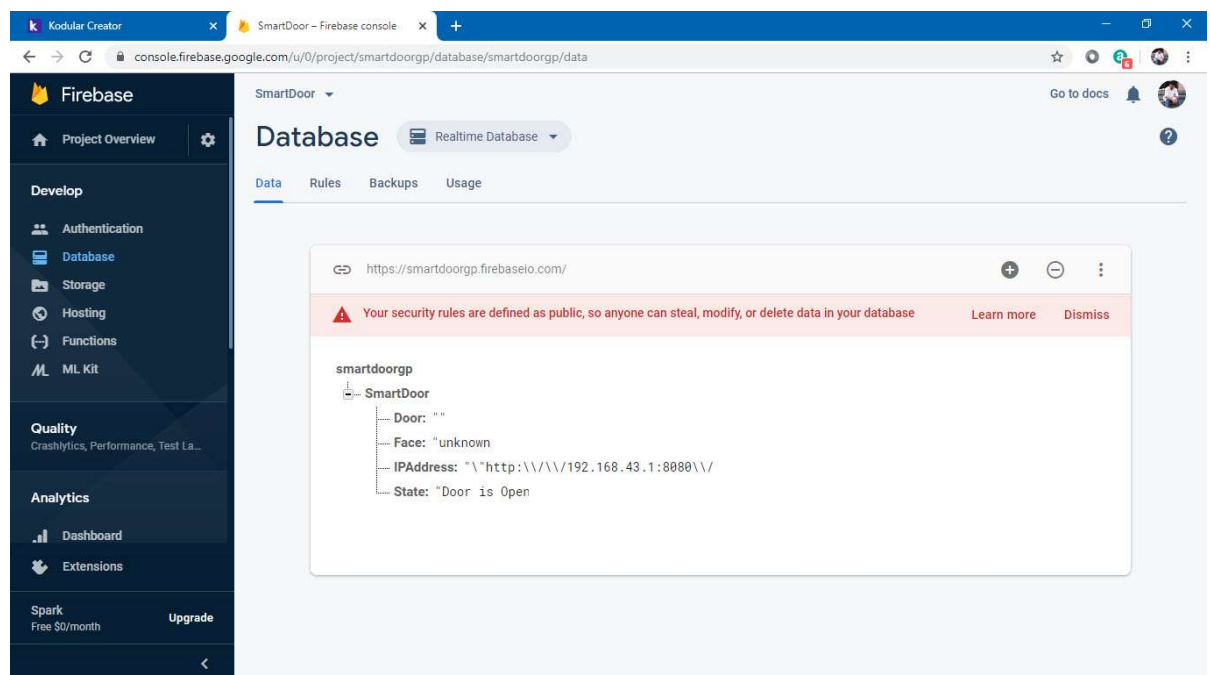 Kodular Creator
SmartDoor – Firebase console
console.firebase.google.com/u/0/project/smartdoorgp/database/smartdoorgp/data
Firebase
SmartDoor
Go to docs
Project Overview
Database
Realtime Database
Data Rules Backups Usage
Develop
Authentication
Database
Storage
Hosting
Functions
ML Kit
https://smartdoorgp.firebaseio.com/
Your security rules are defined as public, so anyone can steal, modify, or delete data in your database
Learn more Dismiss
smartdoorgp
SmartDoor
Door: ""
Face: "unknown
IPAddress: "\"http:\\/\\/192.168.43.1:8080\\/
State: "Door is Open
Quality
Crashlytics, Performance, Test La...
Analytics
Dashboard
Extensions
Spark
Free $0/month
Upgrade